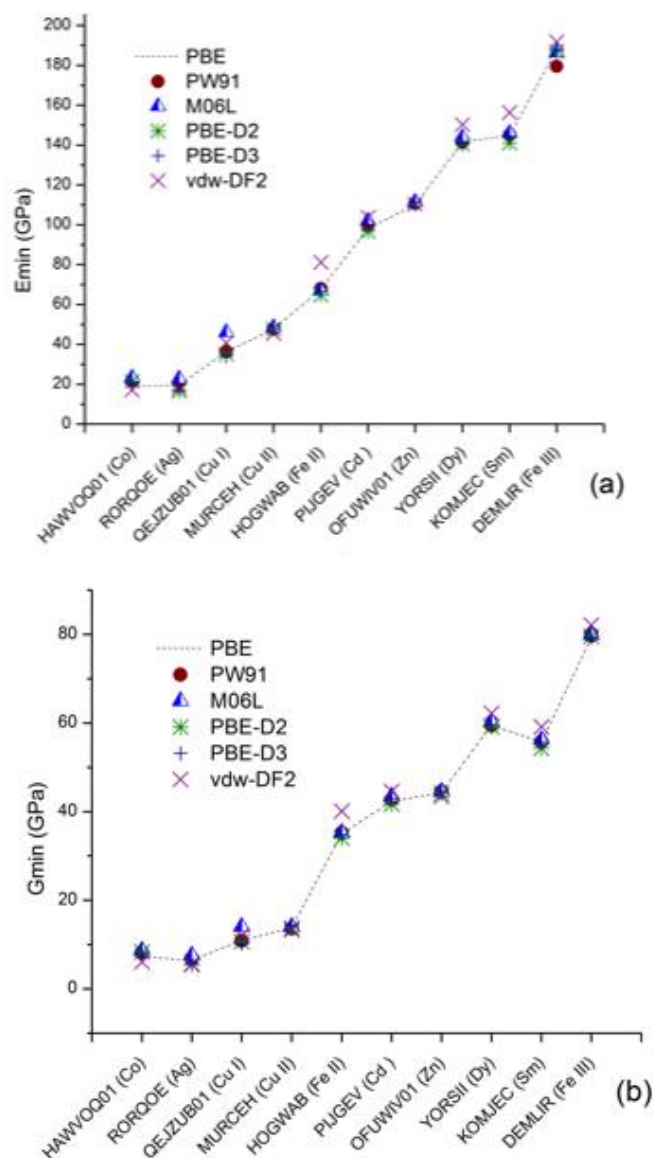 200
180
160
140
120
100
80
60
40
20
0
Emin (GPa)
PBE
PW91
M06L
PBE-D2
PBE-D3
vdw-DF2
HAWVOQ01 (Co)
RORQOE (Ag)
QEJZUB01 (Cu I)
MURCEH (Cu II)
HOGWAB (Fe II)
PIJGEV (Cd )
OFUWIV01 (Zn)
YORSII (Dy)
KOMJEC (Sm)
DEMLIR (Fe III)
(a)
80
60
40
20
0
Gmin (GPa)
PBE
PW91
M06L
PBE-D2
PBE-D3
vdw-DF2
HAWVOQ01 (Co)
RORQOE (Ag)
QEJZUB01 (Cu I)
MURCEH (Cu II)
HOGWAB (Fe II)
PIJGEV (Cd )
OFUWIV01 (Zn)
YORSII (Dy)
KOMJEC (Sm)
DEMLIR (Fe III)
(b)